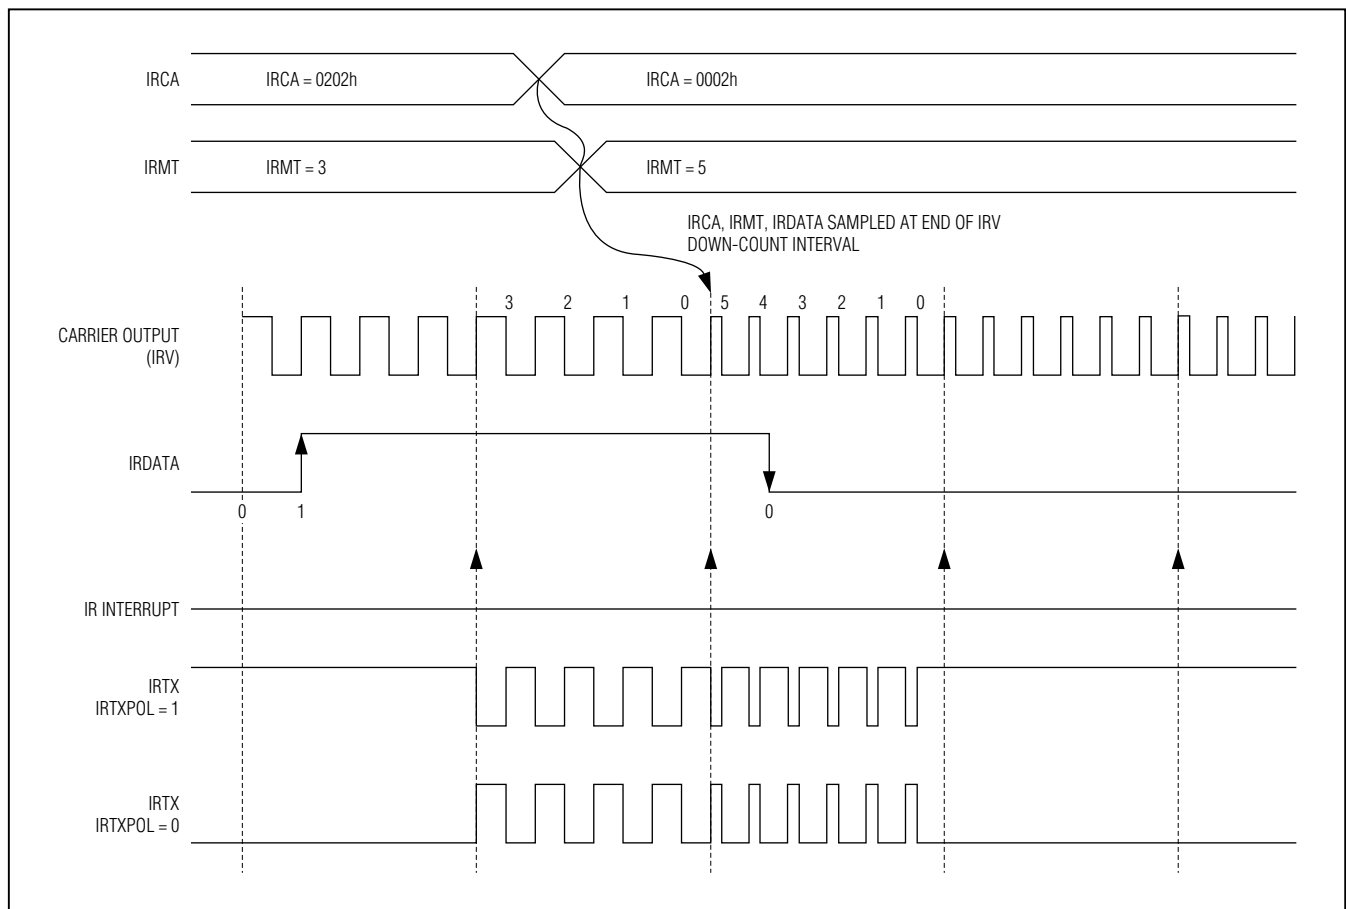 IRCA
IRCA = 0202h
IRCA = 0002h
IRMT
IRMT = 3
IRMT = 5
IRCA, IRMT, IRDATA SAMPLED AT END OF IRV
DOWN-COUNT INTERVAL
3 2 1 0 5 4 3 2 1 0
CARRIER OUTPUT
(IRV)
IRDATA
0 1 0
IR INTERRUPT
IRTX
IRTXPOL = 1
IRTX
IRTXPOL = 0